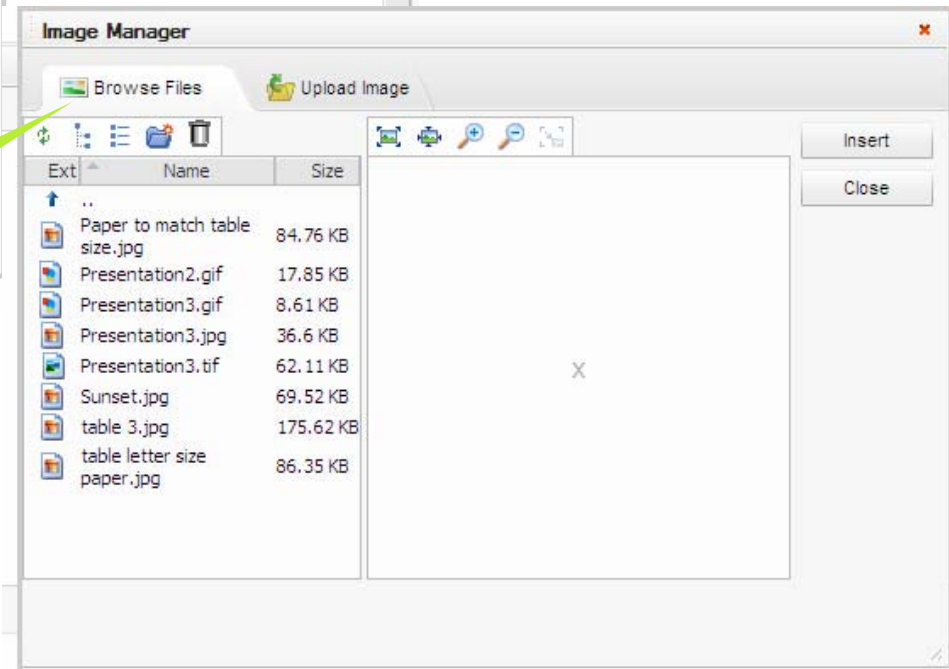 Image Manager
Browse Files
Upload Image
Insert
Close
Ext Name Size
..
Paper to match table
size.jpg 84.76 KB
Presentation2.gif 17.85 KB
Presentation3.gif 8.61 KB
Presentation3.jpg 36.6 KB
Presentation3.tif 62.11 KB
Sunset.jpg 69.52 KB
table 3.jpg 175.62 KB
table letter size
paper.jpg 86.35 KB
X